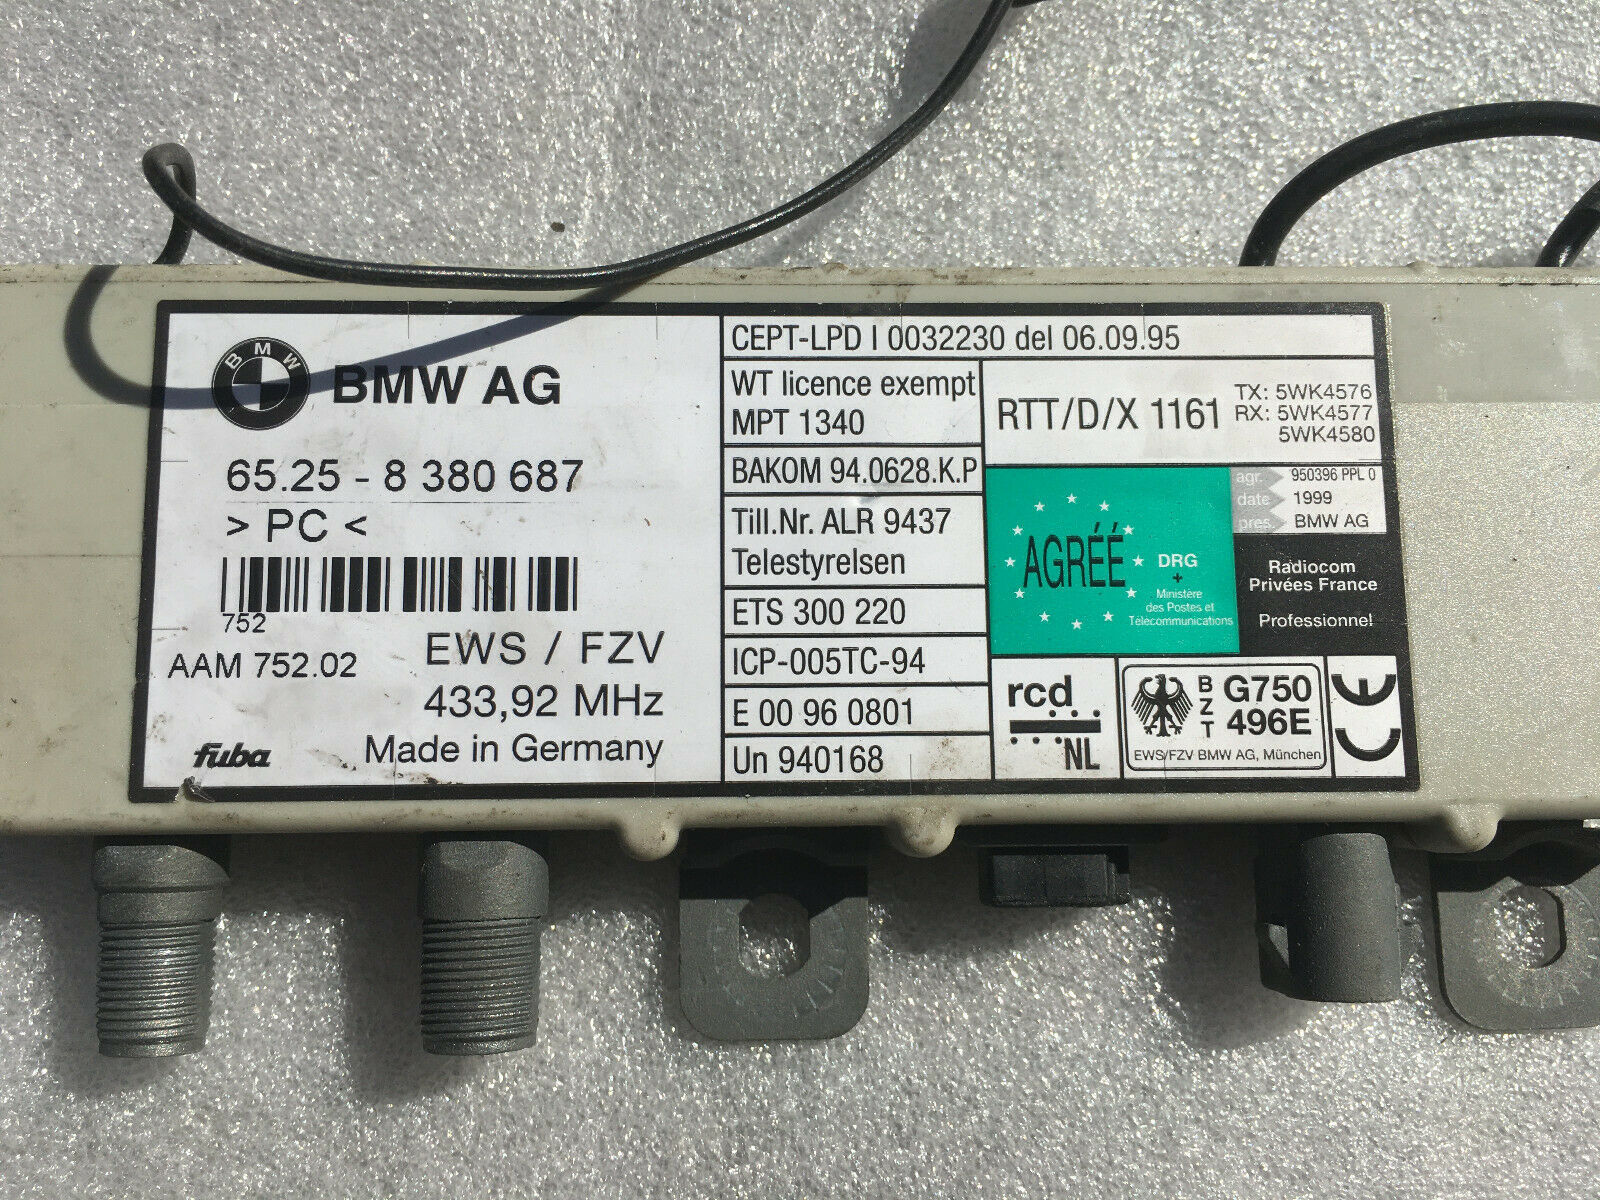 BMW
BMW AG
65.25 - 8 380 687
> PC <
752
AAM 752.02
EWS / FZV
433,92 MHz
fuba
Made in Germany
CEPT-LPD I 0032230 del 06.09.95
WT licence exempt
MPT 1340
BAKOM 94.0628.K.P
Till.Nr. ALR 9437
Telestyrelsen
ETS 300 220
ICP-005TC-94
E 00 96 0801
Un 940168
RTT/D/X 1161
TX: 5WK4576
RX: 5WK4577
5WK4580
AGRÉÉ
DRG
+
Ministère
des Postes et
Télécommunications
agr. 950396 PPL 0
date 1999
pres. BMW AG
Radiocom
Privées France
Professionnel
rcd
NL
BZT
G750
496E
EWS/FZV BMW AG, München
CE